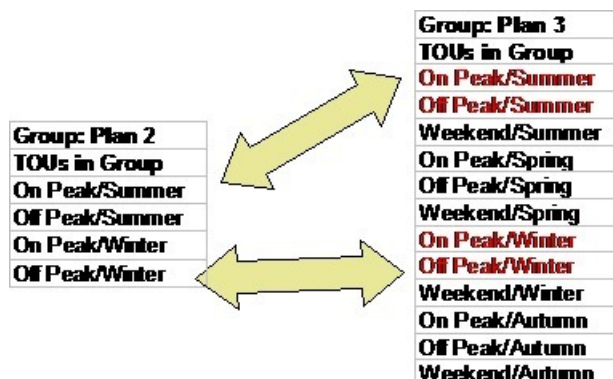 Group: Plan 2
TOUs in Group
On Peak/Summer
Off Peak/Summer
On Peak/Winter
Off Peak/Winter
Group: Plan 3
TOUs in Group
On Peak/Summer
Off Peak/Summer
Weekend/Summer
On Peak/Spring
Off Peak/Spring
Weekend/Spring
On Peak/Winter
Off Peak/Winter
Weekend/Winter
On Peak/Autumn
Off Peak/Autumn
Weekend/Autumn